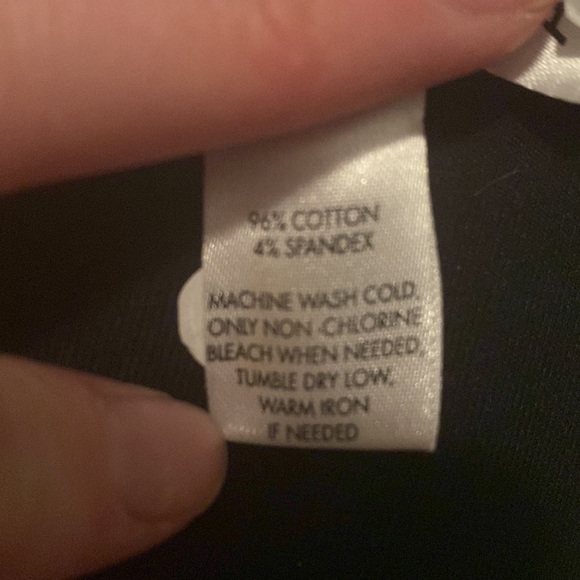 96% COTTON
4% SPANDEX
MACHINE WASH COLD,
ONLY NON-CHLORINE
BLEACH WHEN NEEDED,
TUMBLE DRY LOW,
WARM IRON
IF NEEDED